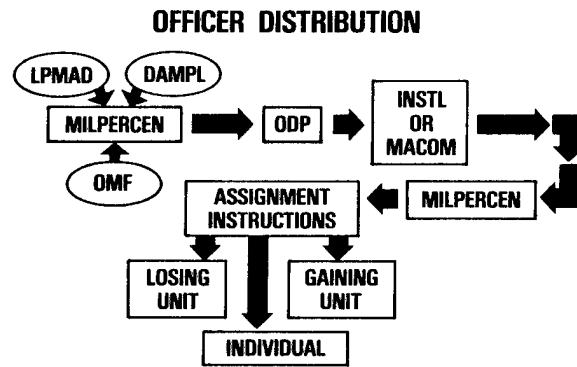 OFFICER DISTRIBUTION
LPMAD
DAMPL
MILPERCEN
ODP
INSTL
OR
MACOM
OMF
ASSIGNMENT
INSTRUCTIONS
MILPERCEN
LOSING
UNIT
GAINING
UNIT
INDIVIDUAL